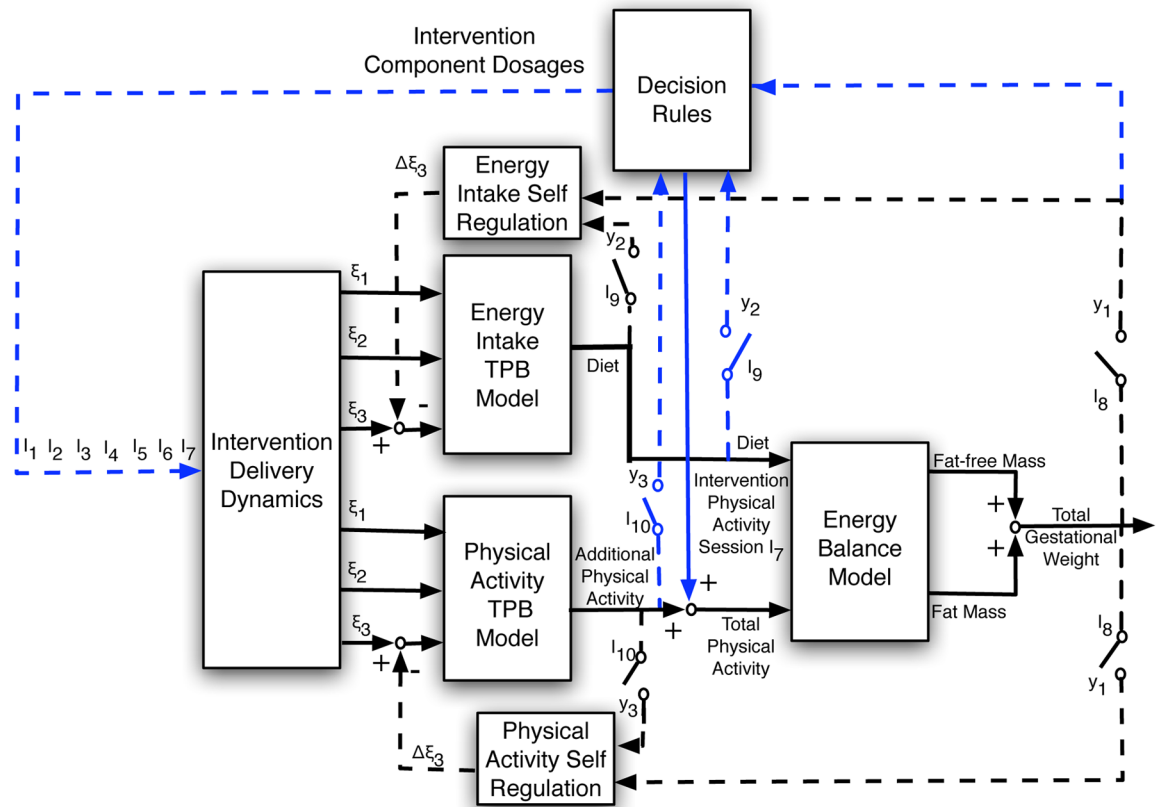 Intervention
Component Dosages
Decision
Rules
Δξ3
Energy
Intake Self
Regulation
y2
I9
ξ1
ξ2
ξ3
+
-
Energy
Intake
TPB
Model
Diet
y2
I9
y1
I8
I1 I2 I3 I4 I5 I6 I7
Intervention
Delivery
Dynamics
Diet
Intervention
Physical
Activity
Session I7
y3
I10
Fat-free Mass
+
+
Total
Gestational
Weight
Energy
Balance
Model
Fat Mass
ξ1
ξ2
ξ3
+
-
Physical
Activity
TPB
Model
Additional
Physical
Activity
+
+
Total
Physical
Activity
I10
y3
I8
y1
Δξ3
Physical
Activity Self
Regulation